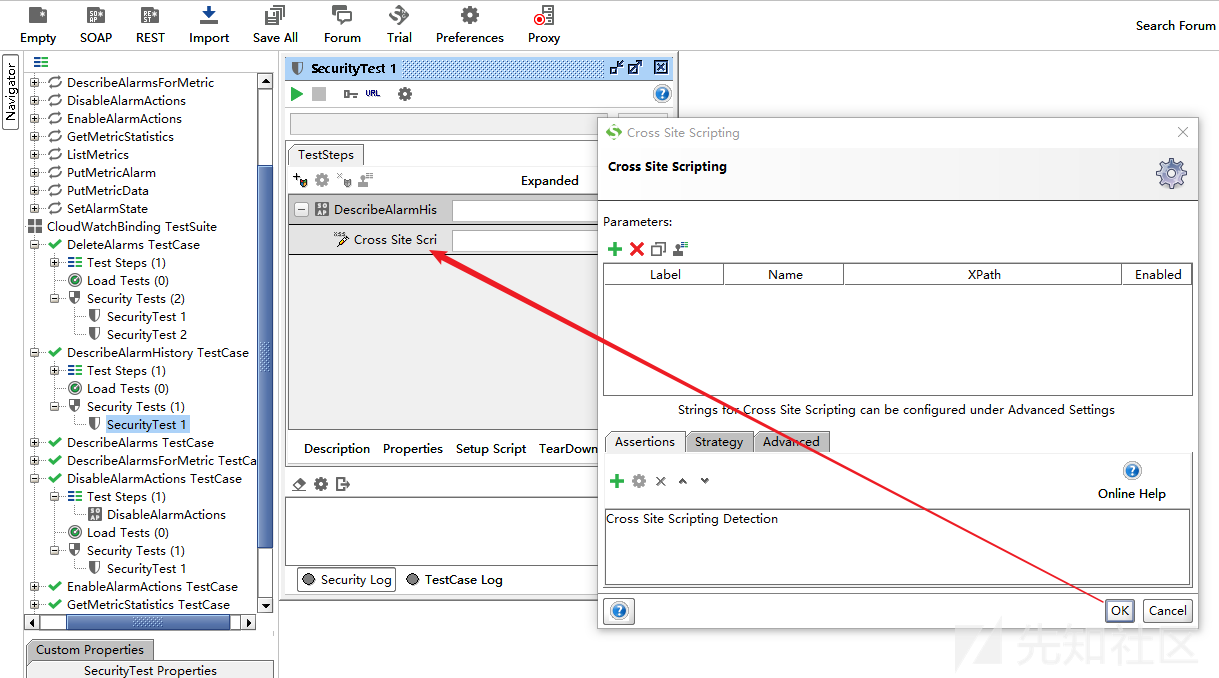 Empty
SOAP
REST
Import
Save All
Forum
Trial
Preferences
Proxy
Search Forum
Navigator
DescribeAlarmsForMetric
DisableAlarmActions
EnableAlarmActions
GetMetricStatistics
ListMetrics
PutMetricAlarm
PutMetricData
SetAlarmState
CloudWatchBinding TestSuite
DeleteAlarms TestCase
Test Steps (1)
Load Tests (0)
Security Tests (2)
SecurityTest 1
SecurityTest 2
DescribeAlarmHistory TestCase
Test Steps (1)
Load Tests (0)
Security Tests (1)
SecurityTest 1
DescribeAlarms TestCase
DescribeAlarmsForMetric TestCa
DisableAlarmActions TestCase
Test Steps (1)
DisableAlarmActions
Load Tests (0)
Security Tests (1)
SecurityTest 1
EnableAlarmActions TestCase
GetMetricStatistics TestCase
Custom Properties
SecurityTest Properties
SecurityTest 1
URL
TestSteps
Expanded
DescribeAlarmHis
Cross Site Scri
Description
Properties
Setup Script
TearDown
Security Log
TestCase Log
Cross Site Scripting
Cross Site Scripting
Parameters:
Label
Name
XPath
Enabled
Strings for Cross Site Scripting can be configured under Advanced Settings
Assertions
Strategy
Advanced
Online Help
Cross Site Scripting Detection
OK
Cancel
先知社区